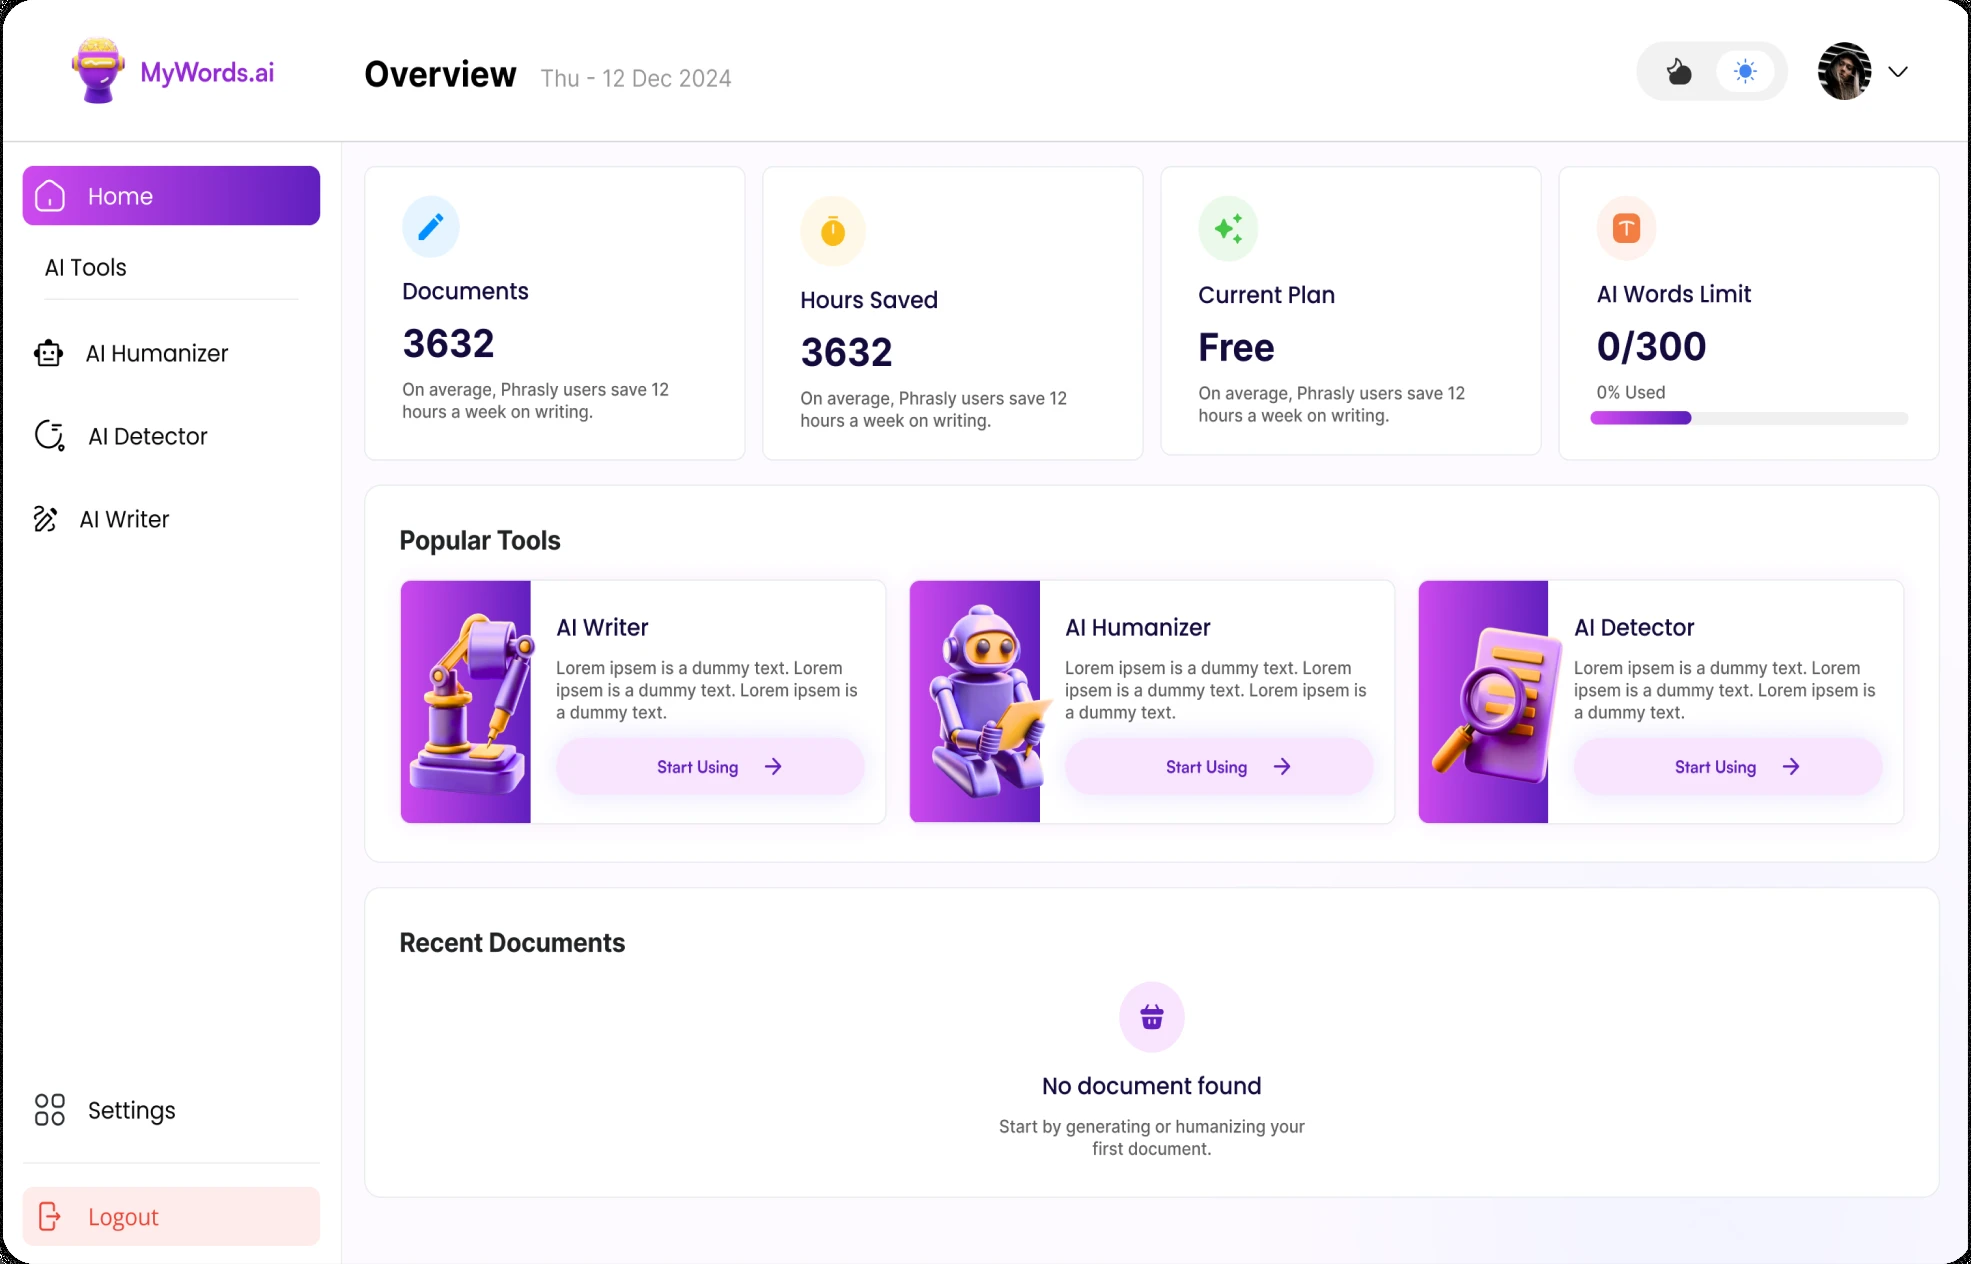 MyWords.ai
Overview
Thu - 12 Dec 2024
Home
AI Tools
AI Humanizer
AI Detector
AI Writer
Settings
Logout
Documents
3632
On average, Phrasly users save 12
hours a week on writing.
Hours Saved
3632
On average, Phrasly users save 12
hours a week on writing.
Current Plan
Free
On average, Phrasly users save 12
hours a week on writing.
AI Words Limit
0/300
0% Used
Popular Tools
AI Writer
Lorem ipsem is a dummy text. Lorem
ipsem is a dummy text. Lorem ipsem is
a dummy text.
Start Using
AI Humanizer
Lorem ipsem is a dummy text. Lorem
ipsem is a dummy text. Lorem ipsem is
a dummy text.
Start Using
AI Detector
Lorem ipsem is a dummy text. Lorem
ipsem is a dummy text. Lorem ipsem is
a dummy text.
Start Using
Recent Documents
No document found
Start by generating or humanizing your
first document.